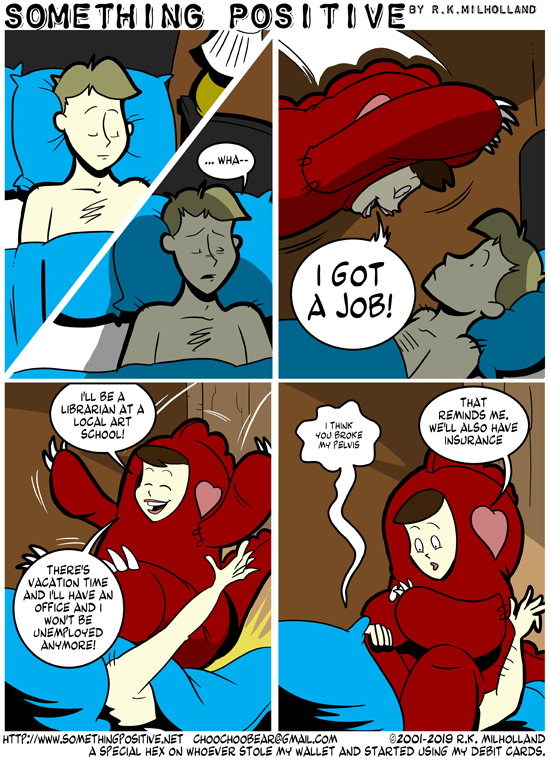 SOMETHING POSITIVE BY R.K.MILHOLLAND
... WHA--
I GOT
A JOB!
I'LL BE A
LIBRARIAN AT A
LOCAL ART
SCHOOL!
THERE'S
VACATION TIME
AND I'LL HAVE AN
OFFICE AND I
WON'T BE
UNEMPLOYED
ANYMORE!
I THINK
YOU BROKE
MY PELVIS
THAT
REMINDS ME.
WE'LL ALSO HAVE
INSURANCE
HTTP://WWW.SOMETHINGPOSITIVE.NET CHOOCHOOBEAR@GMAIL.COM ©2001-2019 R.K. MILHOLLAND
A SPECIAL HEX ON WHOEVER STOLE MY WALLET AND STARTED USING MY DEBIT CARDS.